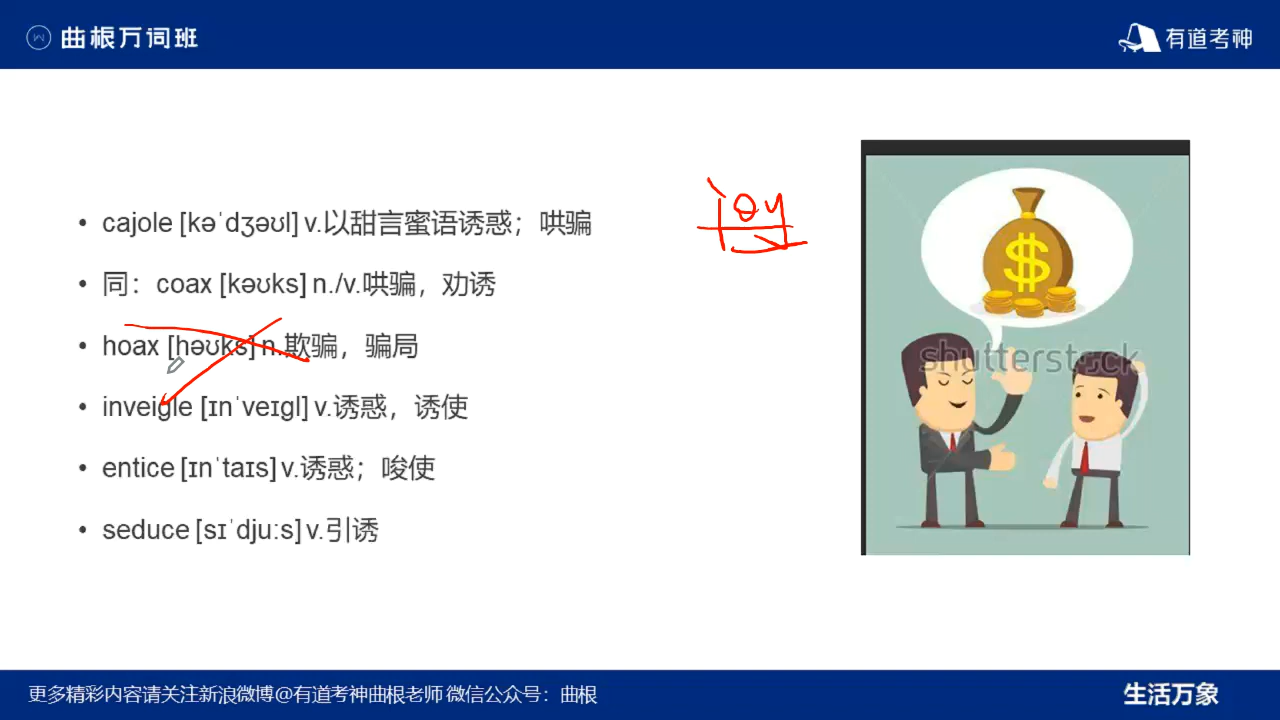 曲根万词班
有道考神
cajole [kəˈdʒəʊl] v.以甜言蜜语诱惑；哄骗
joy
同：coax [kəʊks] n./v.哄骗，劝诱
hoax [həʊks] n.欺骗，骗局
inveigle [ɪnˈveɪgl] v.诱惑，诱使
entice [ɪnˈtaɪs] v.诱惑；唆使
seduce [sɪˈdjuːs] v.引诱
$
shutterstock
更多精彩内容请关注新浪微博@有道考神曲根老师 微信公众号：曲根
生活万象